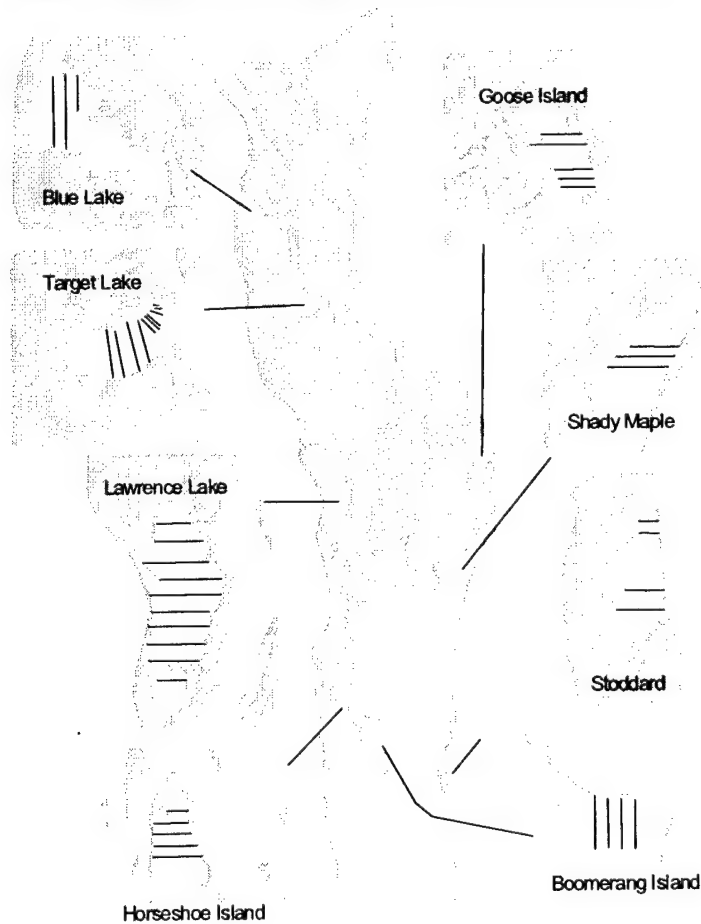 Goose Island
Blue Lake
Target Lake
Shady Maple
Lawrence Lake
Stoddard
Boomerang Island
Horseshoe Island